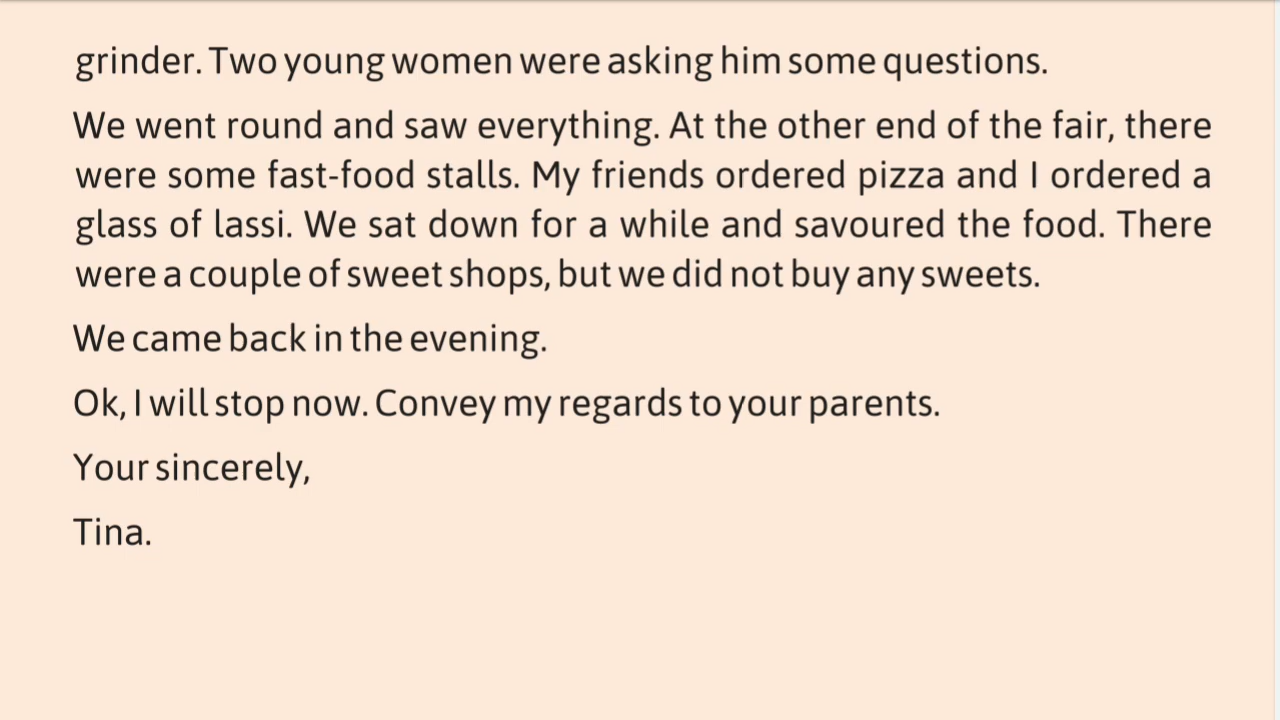 grinder. Two young women were asking him some questions.
We went round and saw everything. At the other end of the fair, there
were some fast-food stalls. My friends ordered pizza and I ordered a
glass of lassi. We sat down for a while and savoured the food. There
were a couple of sweet shops, but we did not buy any sweets.
We came back in the evening.
Ok, I will stop now. Convey my regards to your parents.
Your sincerely,
Tina.